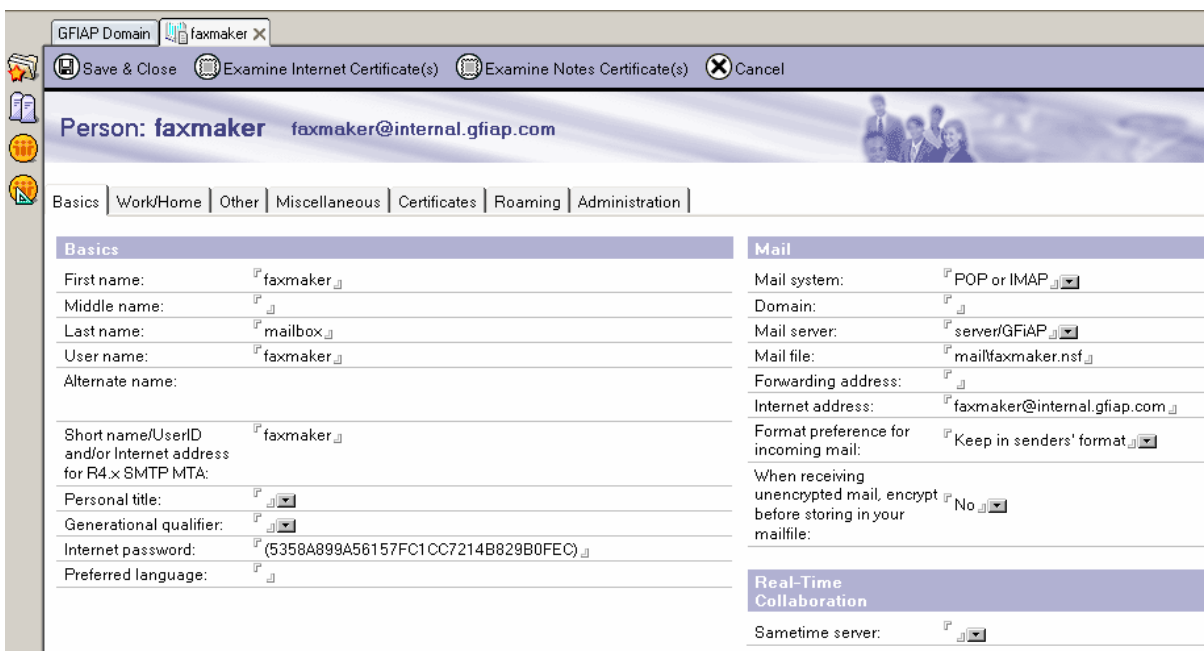 GFIAP Domain faxmaker
Save & Close Examine Internet Certificate(s) Examine Notes Certificate(s) Cancel
Person: faxmaker faxmaker@internal.gfiap.com
Basics Work/Home Other Miscellaneous Certificates Roaming Administration
Basics
First name: faxmaker
Middle name:
Last name: mailbox
User name: faxmaker
Alternate name:
Short name/UserID
and/or Internet address
for R4.x SMTP MTA:
faxmaker
Personal title:
Generational qualifier:
Internet password: (5358A899A56157FC1CC7214B829B0FEC)
Preferred language:
Mail
Mail system: POP or IMAP
Domain:
Mail server: server/GFiAP
Mail file: mail\faxmaker.nsf
Forwarding address:
Internet address: faxmaker@internal.gfiap.com
Format preference for
incoming mail:
Keep in senders' format
When receiving
unencrypted mail, encrypt
before storing in your
mailfile:
No
Real-Time
Collaboration
Sametime server: